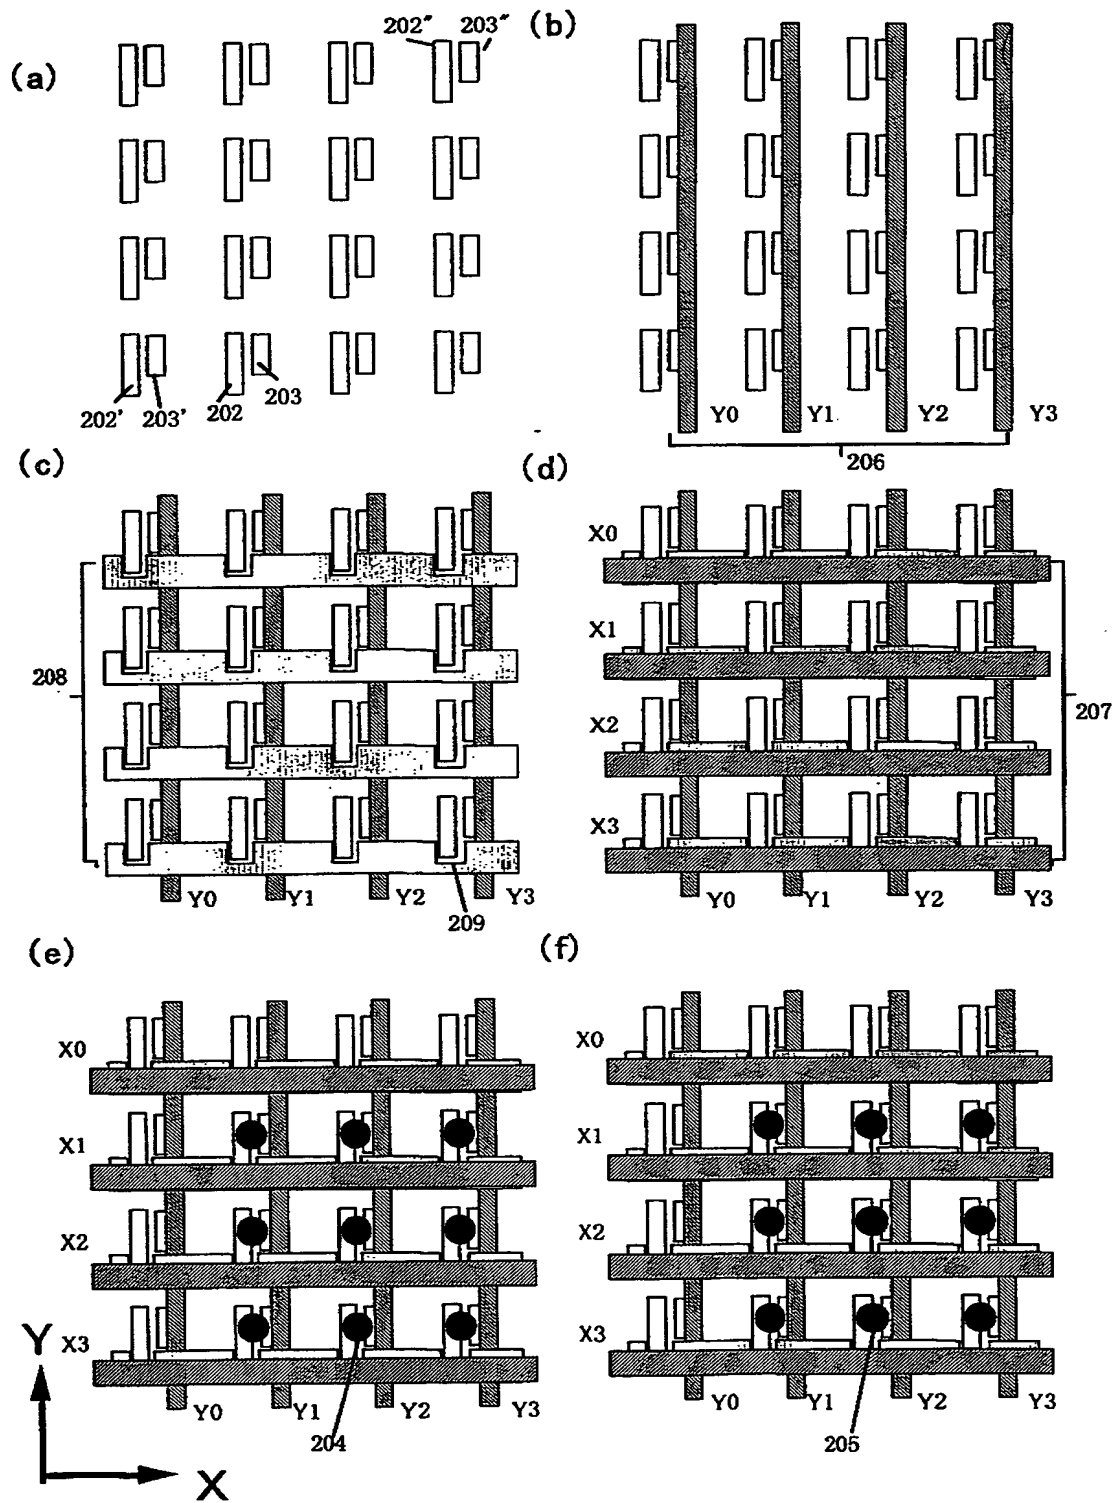 202″ 203″
(a)
202' 203' 202 203
(b)
Y0 Y1 Y2 Y3
206
(c)
208
Y0 Y1 Y2 Y3
209
(d)
X0
X1
X2
X3
207
Y0 Y1 Y2 Y3
(e)
X0
X1
X2
X3
Y0 Y1 Y2 Y3
204
Y
X
(f)
X0
X1
X2
X3
Y0 Y1 Y2 Y3
205